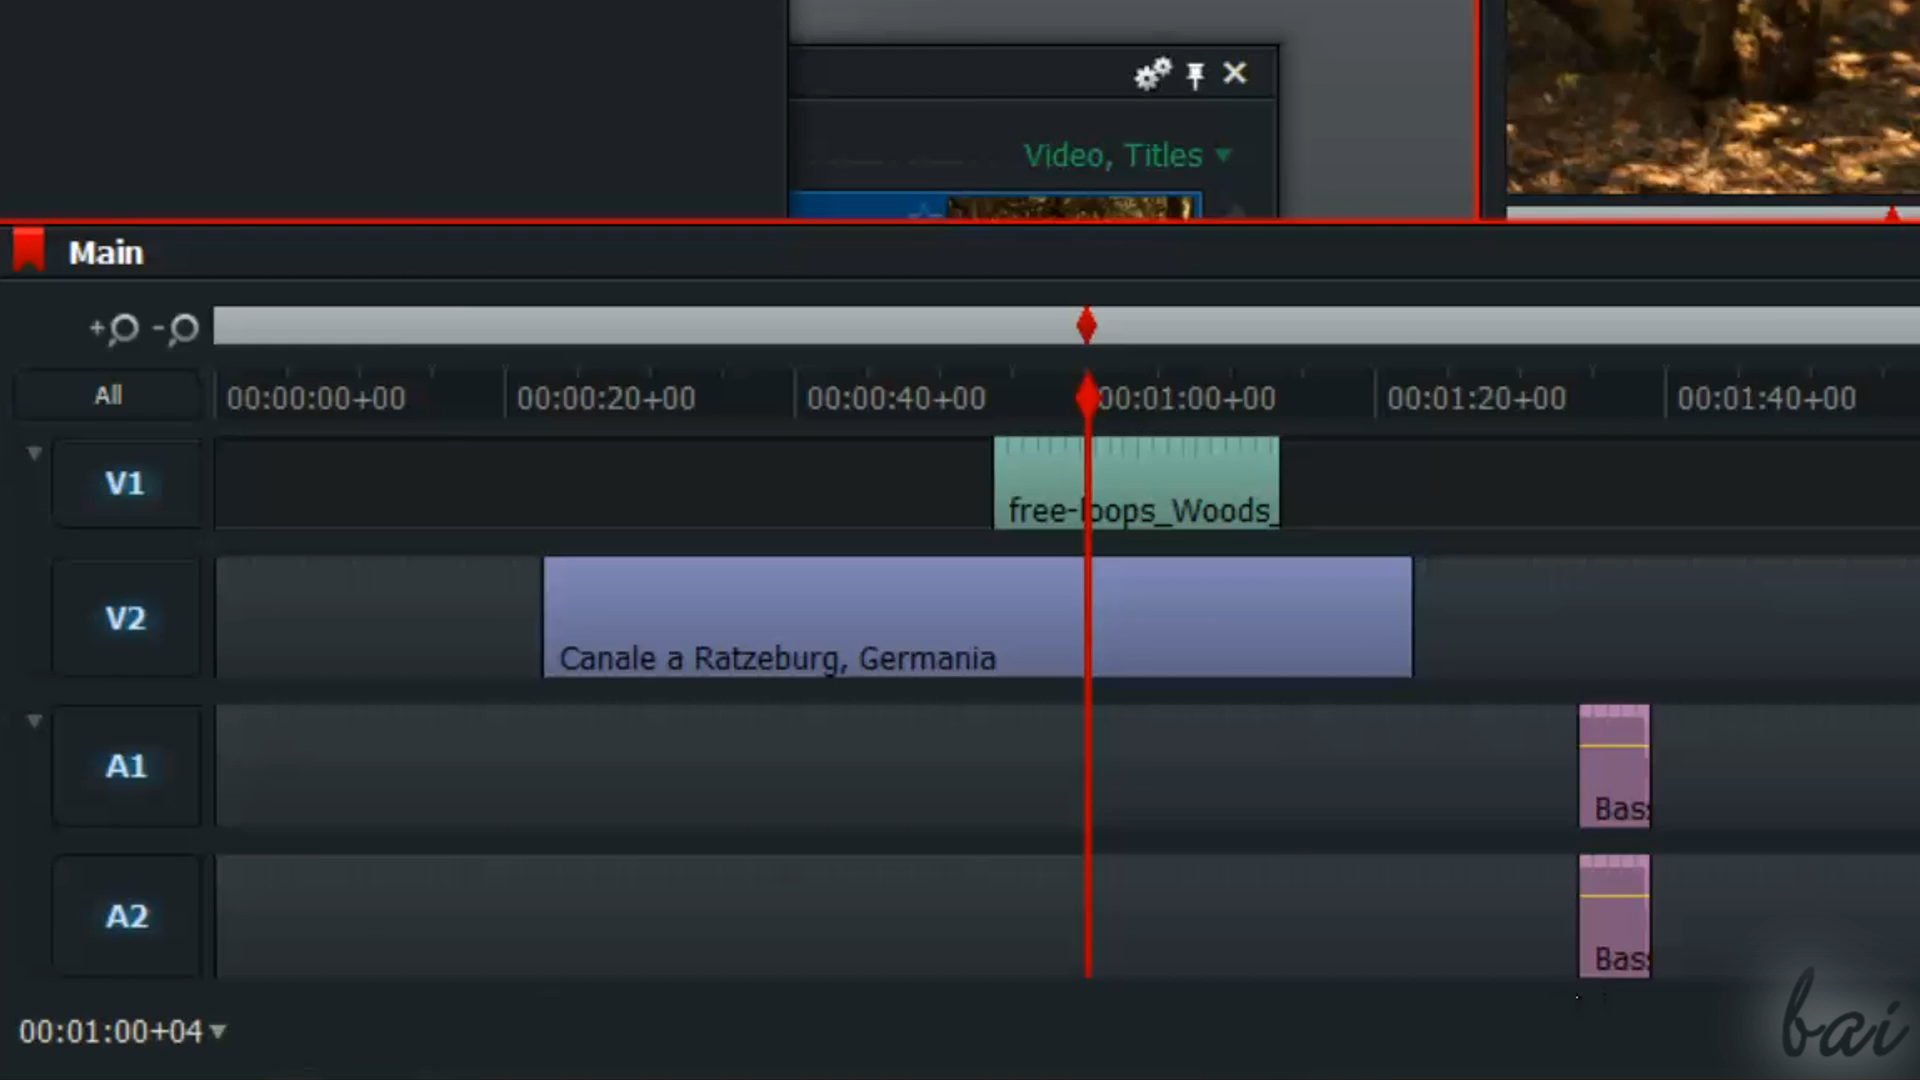 Video, Titles
Main
All
00:00:00+00 00:00:20+00 00:00:40+00 00:01:00+00 00:01:20+00 00:01:40+00
V1
free-loops_Woods_
V2
Canale a Ratzeburg, Germania
A1
Bass
A2
Bass
00:01:00+04
bai